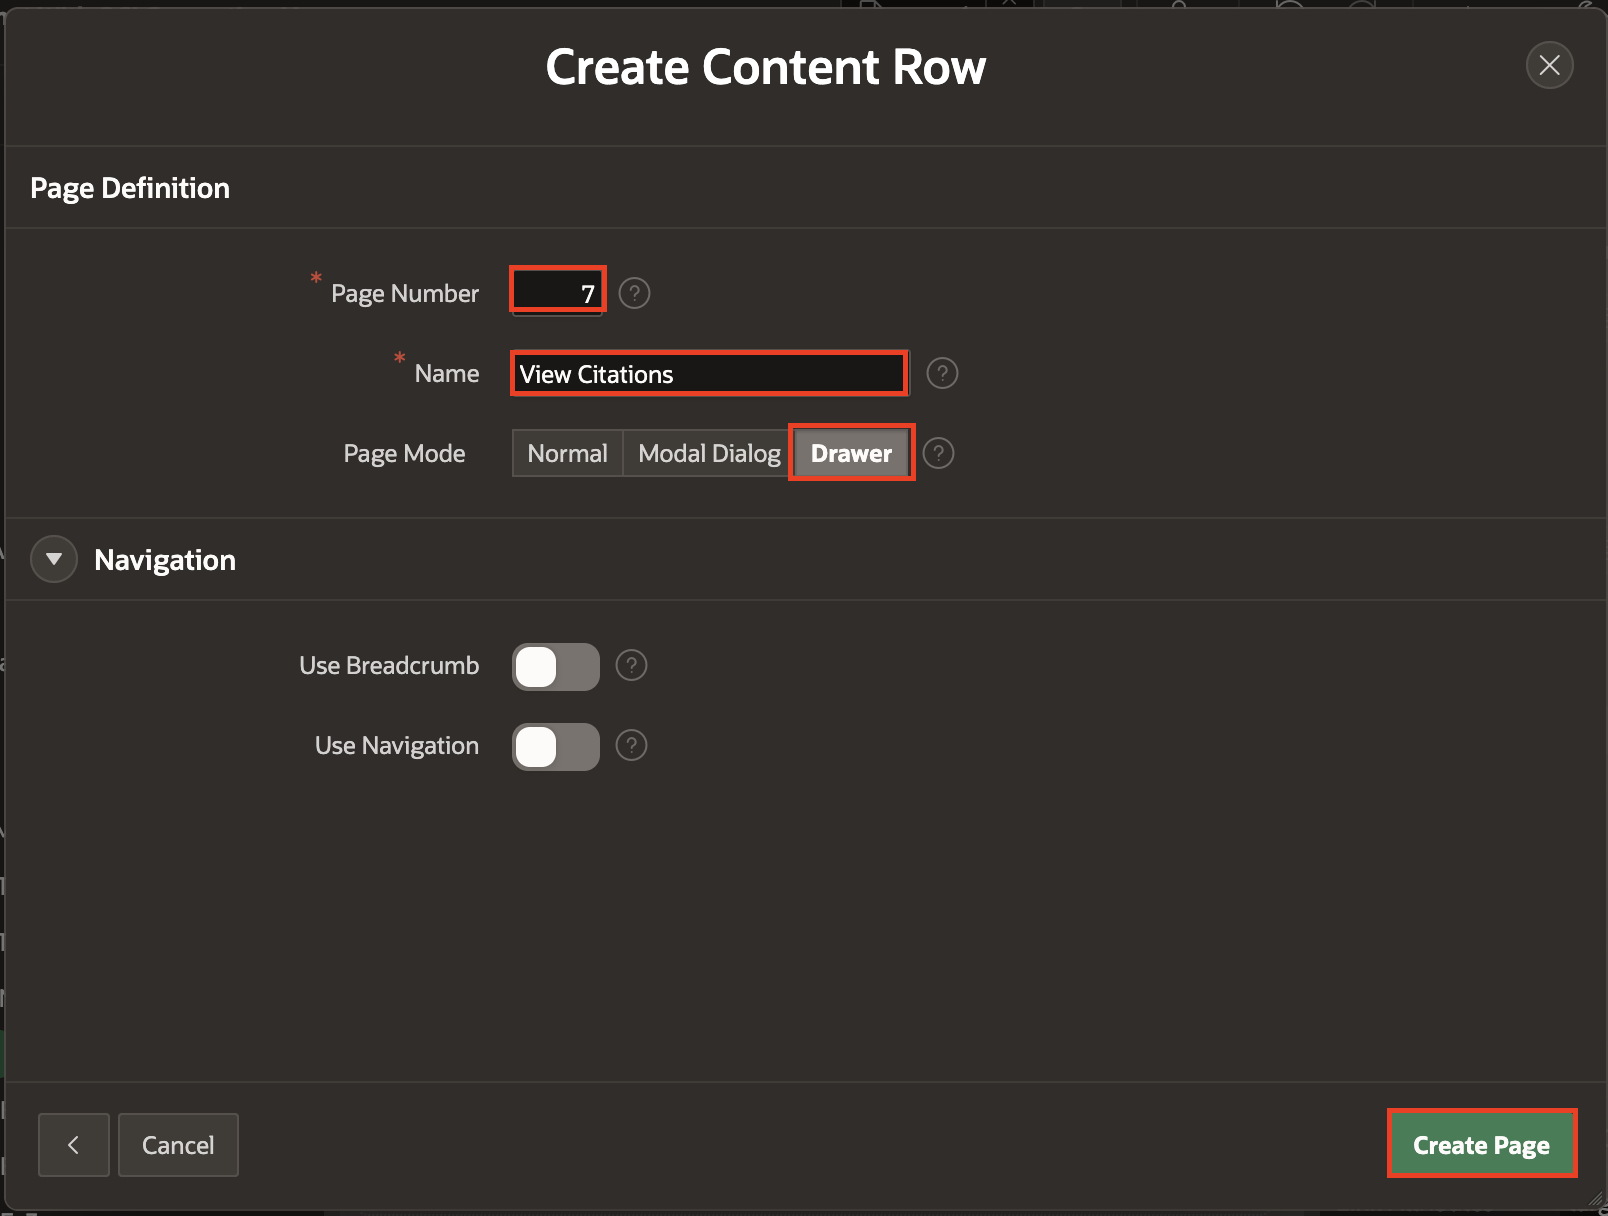 Create Content Row
Page Definition
* Page Number 7 ?
* Name View Citations ?
Page Mode Normal Modal Dialog Drawer ?
Navigation
Use Breadcrumb ?
Use Navigation ?
Cancel Create Page